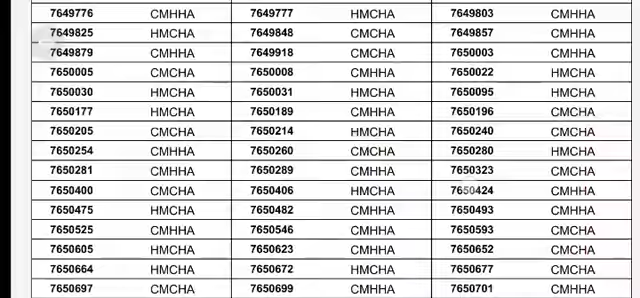 7649776 CMHHA 7649777 HMCHA 7649803 CMHHA
7649825 HMCHA 7649848 CMCHA 7649857 CMHHA
7649879 CMHHA 7649918 CMCHA 7650003 CMHHA
7650005 CMCHA 7650008 CMHHA 7650022 HMCHA
7650030 HMCHA 7650031 HMCHA 7650095 HMCHA
7650177 HMCHA 7650189 CMHHA 7650196 CMCHA
7650205 CMCHA 7650214 HMCHA 7650240 CMCHA
7650254 CMHHA 7650260 CMCHA 7650280 HMCHA
7650281 CMHHA 7650289 CMHHA 7650323 CMCHA
7650400 CMCHA 7650406 HMCHA 7650424 CMHHA
7650475 HMCHA 7650482 CMHHA 7650493 CMHHA
7650525 CMHHA 7650546 CMHHA 7650593 CMCHA
7650605 HMCHA 7650623 CMHHA 7650652 CMCHA
7650664 HMCHA 7650672 HMCHA 7650677 CMCHA
7650697 CMCHA 7650699 CMHHA 7650701 CMHHA